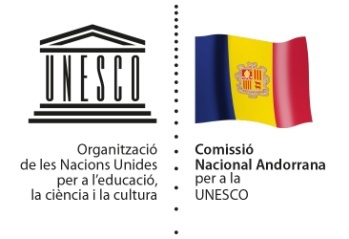 UNESCO
Organització
de les Nacions Unides
per a l'educació,
la ciència i la cultura
Comissió
Nacional Andorrana
per a la
UNESCO